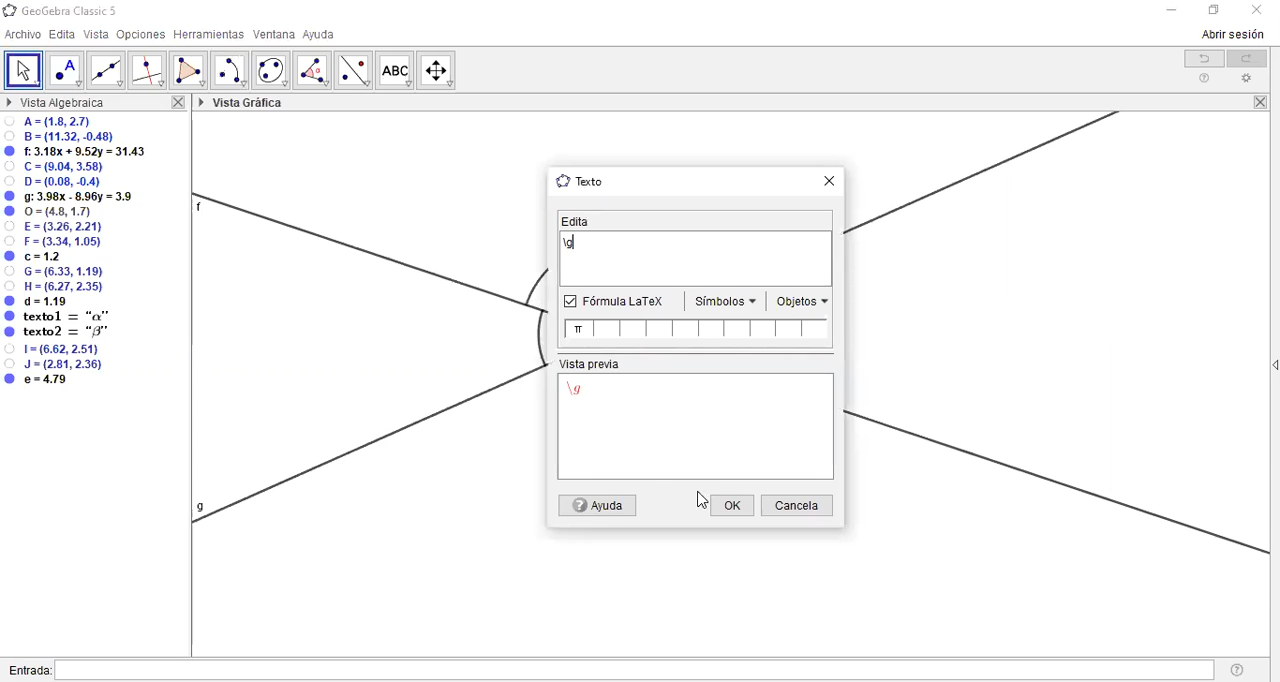 GeoGebra Classic 5
Archivo Edita Vista Opciones Herramientas Ventana Ayuda
Abrir sesión
A
ABC
Vista Algebraica
Vista Gráfica
A = (1.8, 2.7)
B = (11.32, -0.48)
f: 3.18x + 9.52y = 31.43
C = (9.04, 3.58)
D = (0.08, -0.4)
g: 3.98x - 8.96y = 3.9
O = (4.8, 1.7)
E = (3.26, 2.21)
F = (3.34, 1.05)
c = 1.2
G = (6.33, 1.19)
H = (6.27, 2.35)
d = 1.19
texto1 = “α”
texto2 = “β”
I = (6.62, 2.51)
J = (2.81, 2.36)
e = 4.79
f
g
Texto
Edita
\g
Fórmula LaTeX
Símbolos
Objetos
π
Vista previa
\g
? Ayuda
OK
Cancela
Entrada: